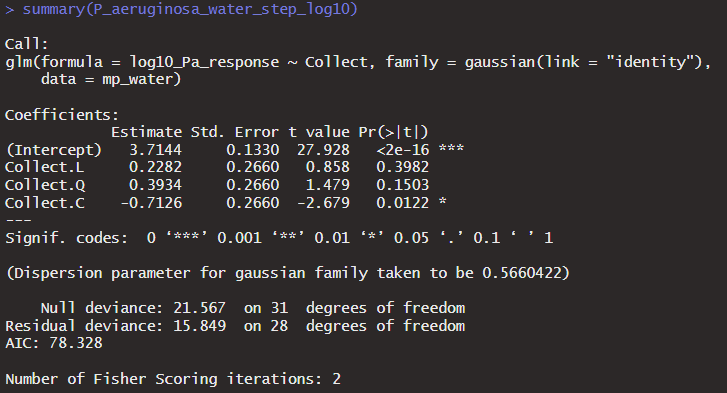 > summary(P_aeruginosa_water_step_log10)
Call:
glm(formula = log10_Pa_response ~ Collect, family = gaussian(link = "identity"),
    data = mp_water)
Coefficients:
            Estimate Std. Error t value Pr(>|t|)
(Intercept)   3.7144     0.1330  27.928   <2e-16 ***
Collect.L     0.2282     0.2660   0.858   0.3982
Collect.Q     0.3934     0.2660   1.479   0.1503
Collect.C    -0.7126     0.2660  -2.679   0.0122 *
---
Signif. codes:  0 ‘***’ 0.001 ‘**’ 0.01 ‘*’ 0.05 ‘.’ 0.1 ‘ ’ 1
(Dispersion parameter for gaussian family taken to be 0.5660422)
    Null deviance: 21.567  on 31  degrees of freedom
Residual deviance: 15.849  on 28  degrees of freedom
AIC: 78.328
Number of Fisher Scoring iterations: 2